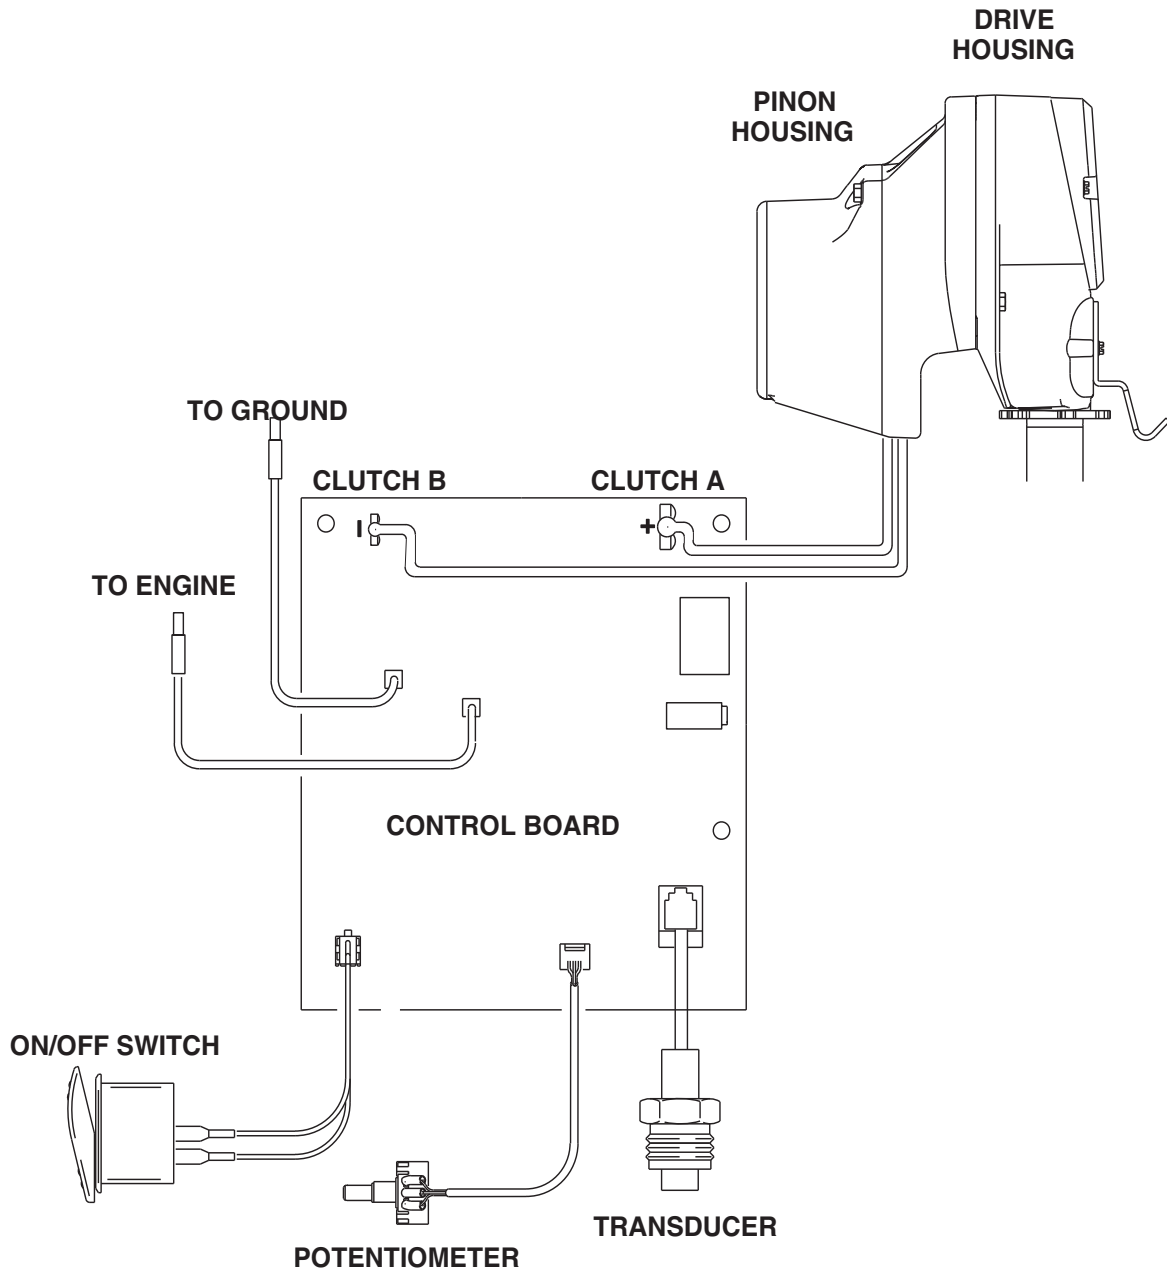 DRIVE
HOUSING
PINON
HOUSING
TO GROUND
CLUTCH B
CLUTCH A
+
TO ENGINE
CONTROL BOARD
ON/OFF SWITCH
TRANSDUCER
POTENTIOMETER